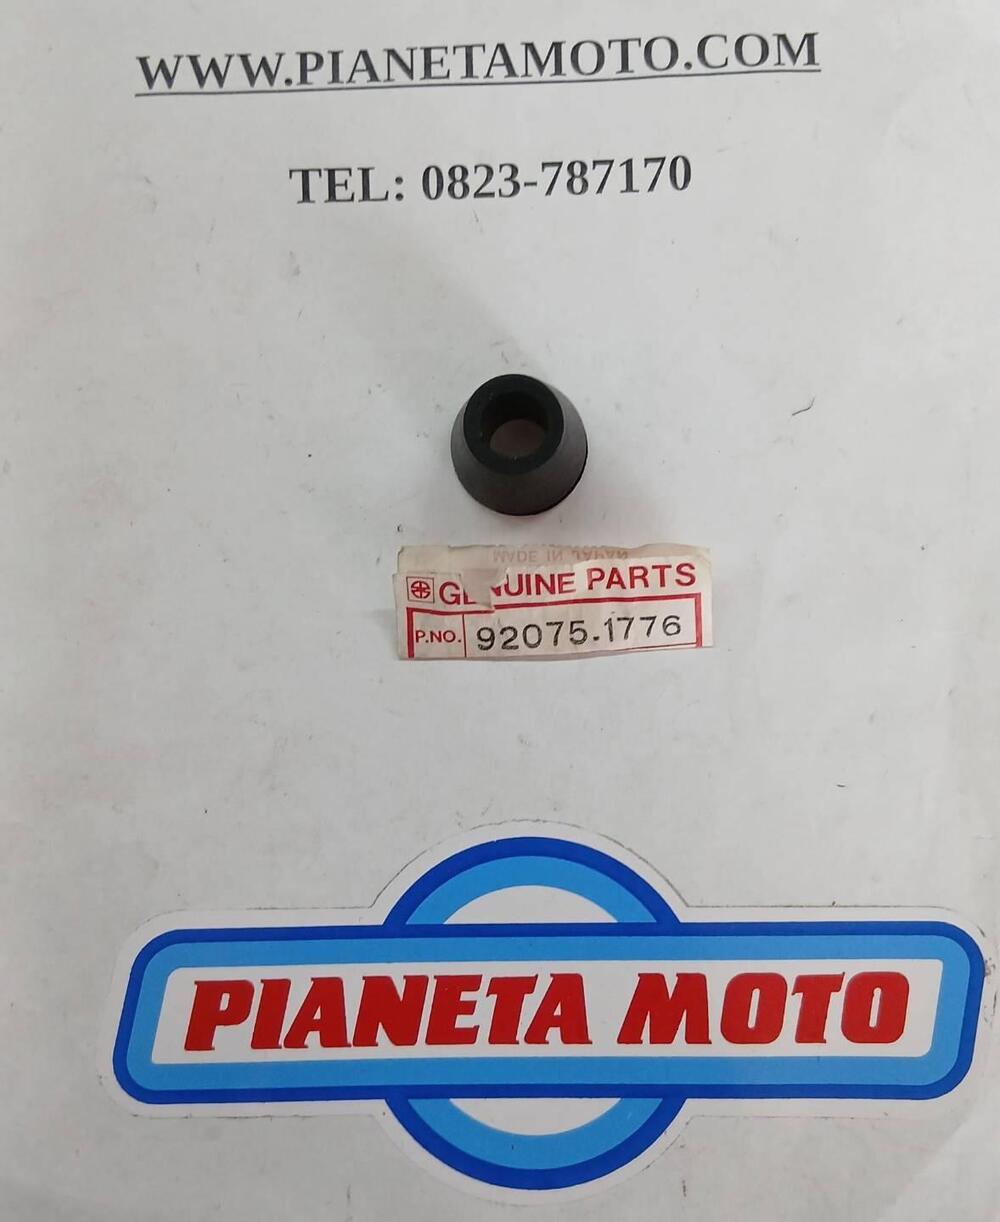 WWW.PIANETAMOTO.COM
TEL: 0823-787170
MADE IN JAPAN
GENUINE PARTS
P.NO. 92075-1776
PIANETA MOTO